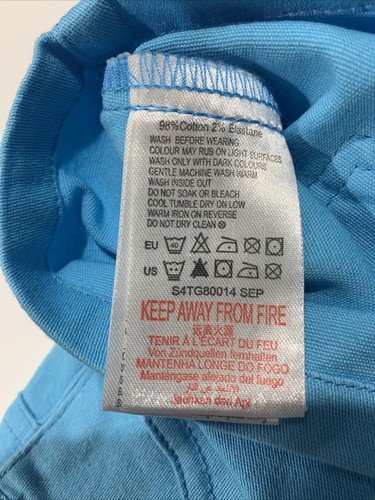 98%Cotton 2% Elastane
WASH BEFORE WEARING
COLOUR MAY RUB ON LIGHT SURFACES
WASH ONLY WITH DARK COLOURS
GENTLE MACHINE WASH WARM
WASH INSIDE OUT
DO NOT SOAK OR BLEACH
COOL TUMBLE DRY ON LOW
WARM IRON ON REVERSE
DO NOT DRY CLEAN
EU 40
US
S4TG80014 SEP
KEEP AWAY FROM FIRE
远离火源
TENIR À L'ÉCART DU FEU
Von Zündquellen fernhalten
MANTENHA LONGE DO FOGO
Manténgase alejado del fuego
Jauhkan dari Api